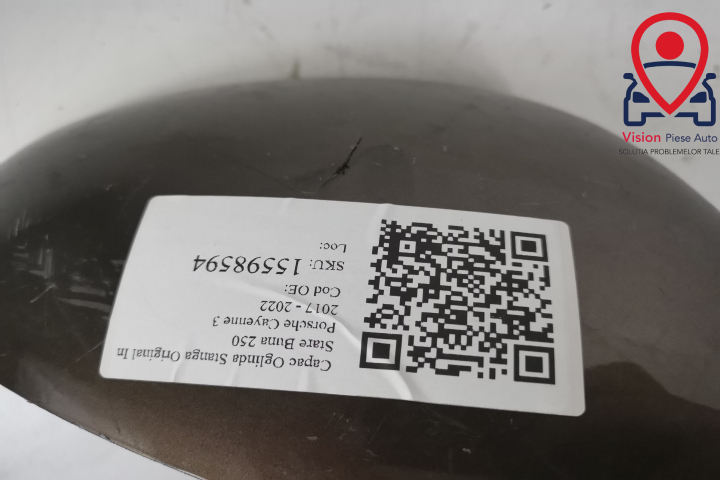 Vision Piese Auto
SOLUTIA PROBLEMELOR TALE
Capac Oglinda Stanga Original In
Stare Buna 250
Porsche Cayenne 3
2017 - 2022
Cod OE:
SKU: 15598594
Loc: